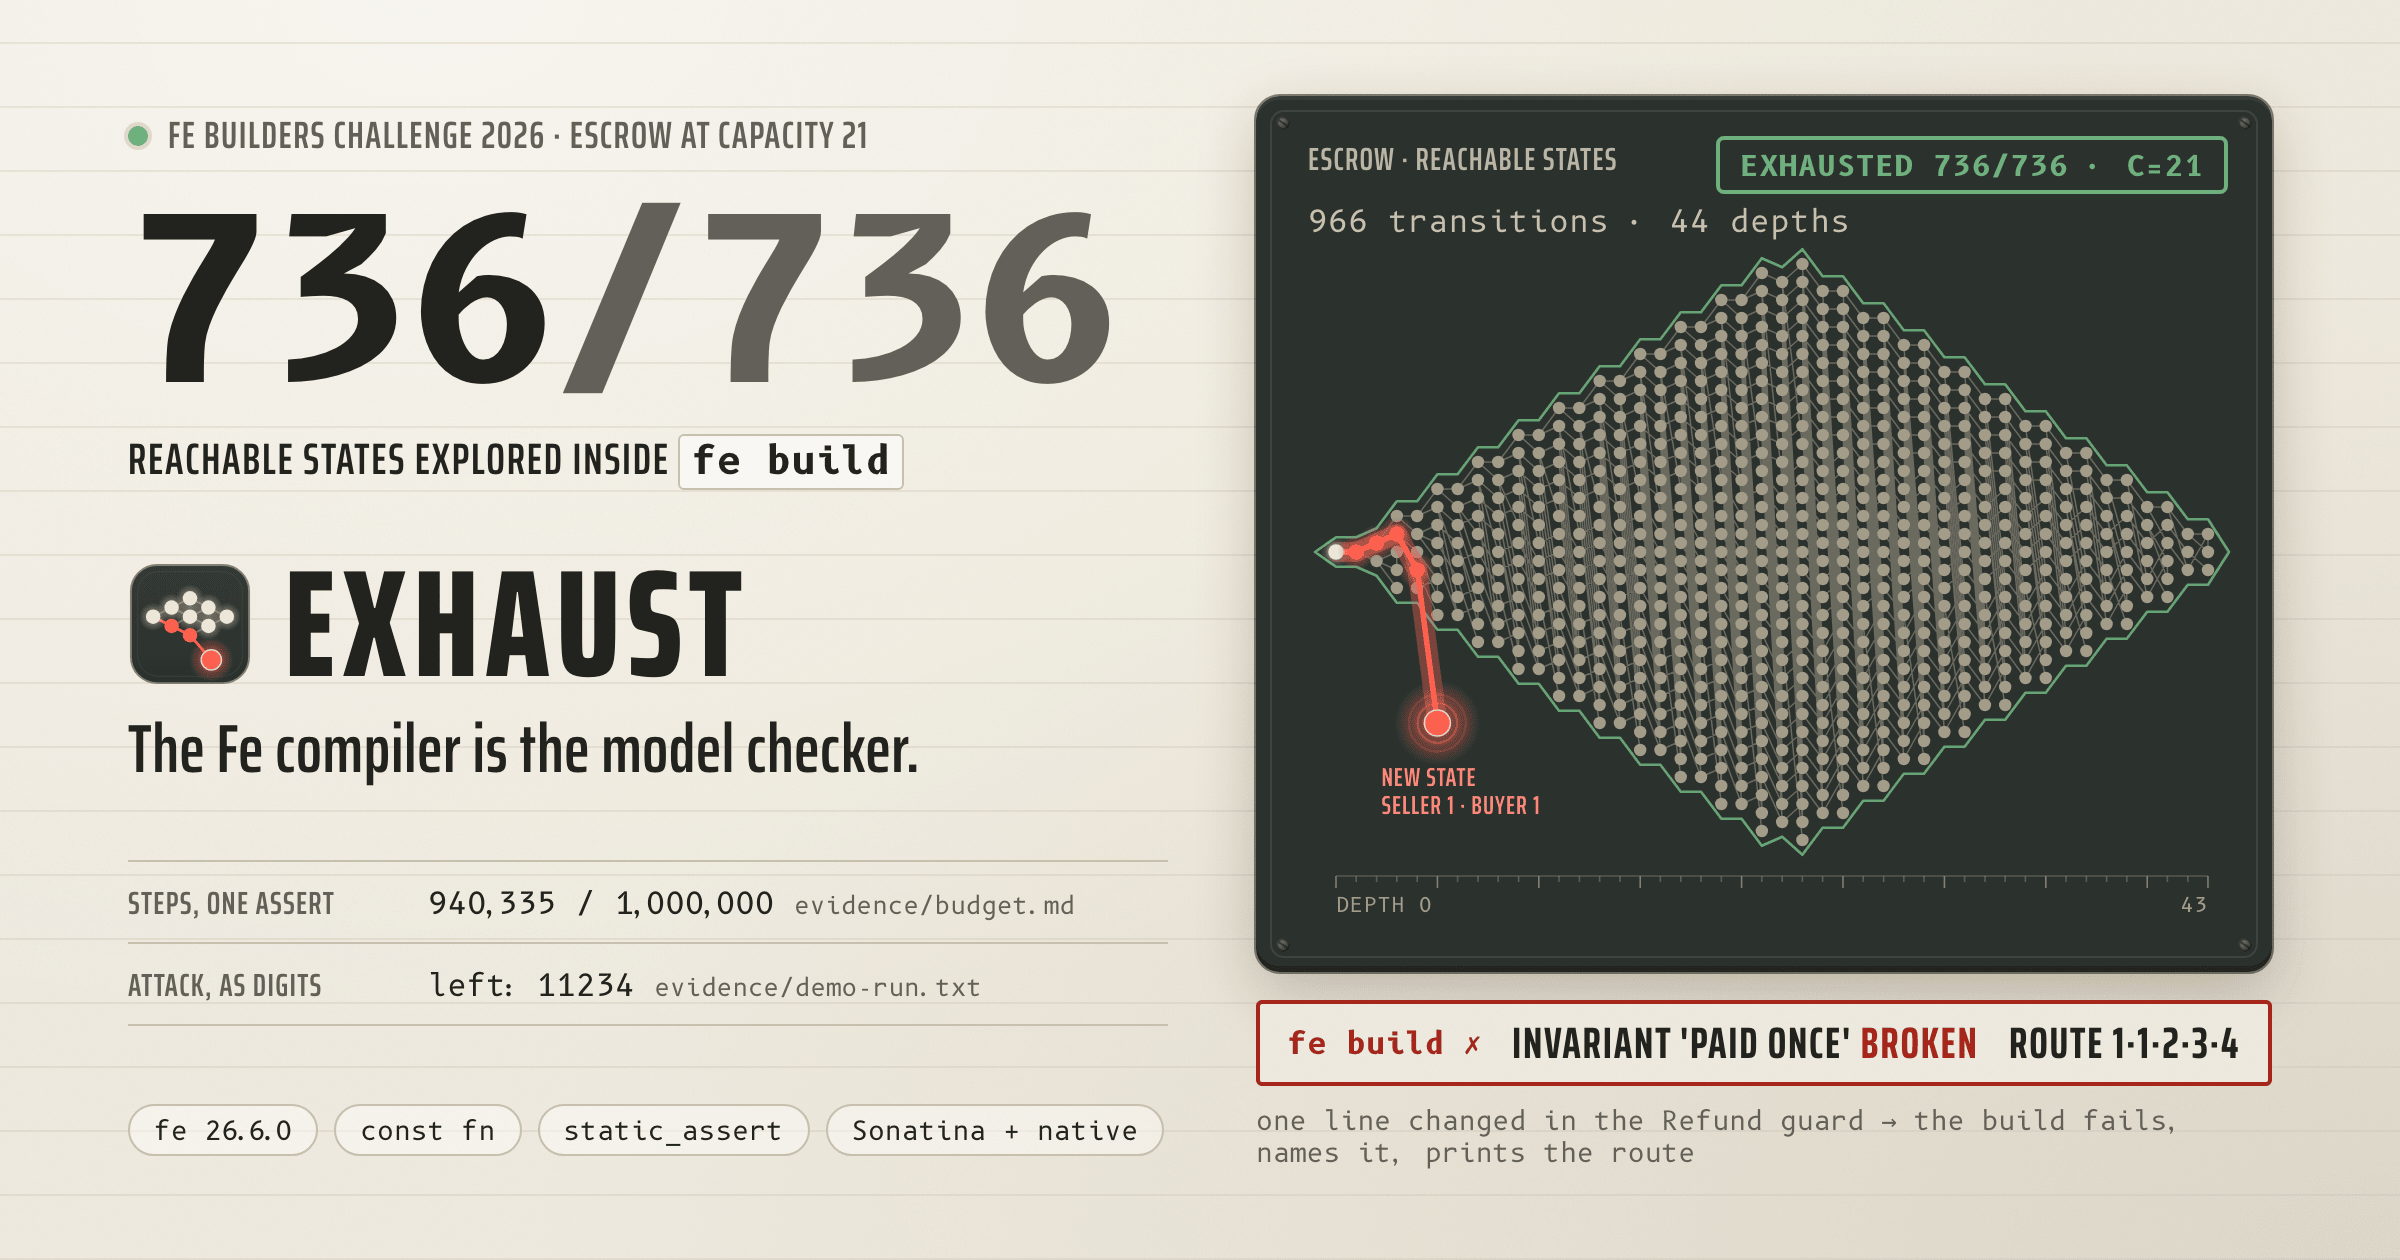 FE BUILDERS CHALLENGE 2026 · ESCROW AT CAPACITY 21
736/736
REACHABLE STATES EXPLORED INSIDE fe build
EXHAUST
The Fe compiler is the model checker.
STEPS, ONE ASSERT 940,335 / 1,000,000 evidence/budget.md
ATTACK, AS DIGITS left: 11234 evidence/demo-run.txt
fe 26.6.0 const fn static_assert Sonatina + native
ESCROW · REACHABLE STATES EXHAUSTED 736/736 · C=21
966 transitions · 44 depths
NEW STATE
SELLER 1 · BUYER 1
DEPTH 0 43
fe build ✗ INVARIANT 'PAID ONCE' BROKEN ROUTE 1·1·2·3·4
one line changed in the Refund guard → the build fails,
names it, prints the route